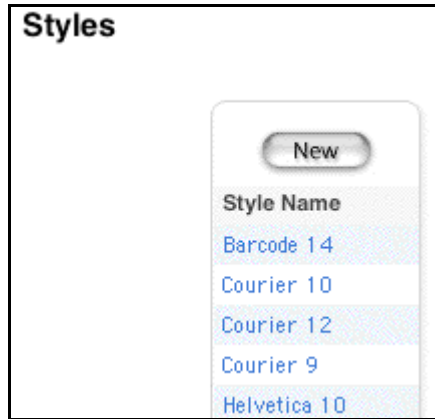 Styles
New
Style Name
Barcode 14
Courier 10
Courier 12
Courier 9
Helvetica 10